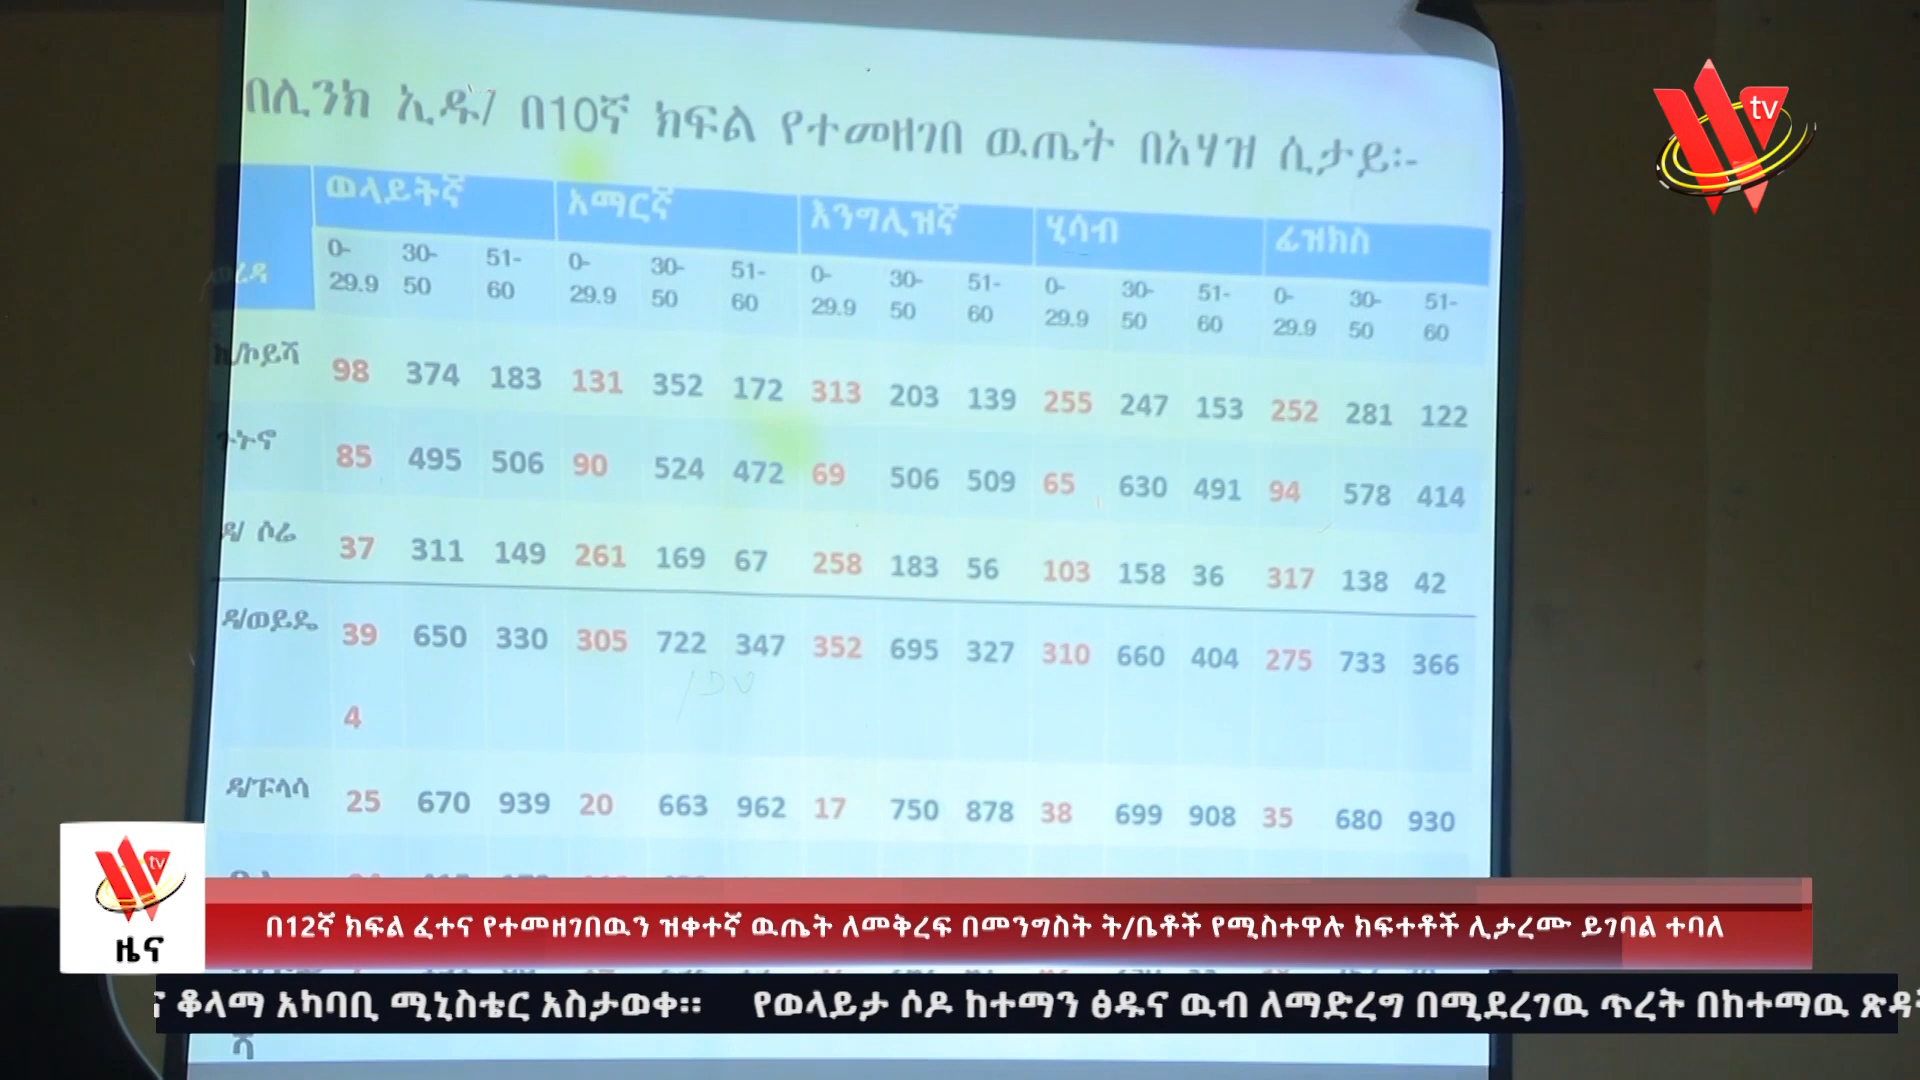 በሊንክ ኢዱ/ በ10ኛ ክፍል የተመዘገበ ዉጤት በአሃዝ ሲታይ፡-
tv
ወረዳ ወላይትኛ አማርኛ እንግሊዝኛ ሂሳብ ፊዝክስ
0-29.9 30-50 51-60 0-29.9 30-50 51-60 0-29.9 30-50 51-60 0-29.9 30-50 51-60 0-29.9 30-50 51-60
ኪ/ኮይሻ 98 374 183 131 352 172 313 203 139 255 247 153 252 281 122
ጉኑኖ 85 495 506 90 524 472 69 506 509 65 630 491 94 578 414
ዳ/ ሶሬ 37 311 149 261 169 67 258 183 56 103 158 36 317 138 42
ዳ/ወይዴ 39 650 330 305 722 347 352 695 327 310 660 404 275 733 366
4
ዳ/ፑላሳ 25 670 939 20 663 962 17 750 878 38 699 908 35 680 930
tv
ዜና
በ12ኛ ክፍል ፈተና የተመዘገበዉን ዝቀተኛ ዉጤት ለመቅረፍ በመንግስት ት/ቤቶች የሚስተዋሉ ክፍተቶች ሊታረሙ ይገባል ተባለ
ቆላማ አካባቢ ሚኒስቴር አስታወቀ። የወላይታ ሶዶ ከተማን ፅዱና ዉብ ለማድረግ በሚደረገዉ ጥረት በከተማዉ